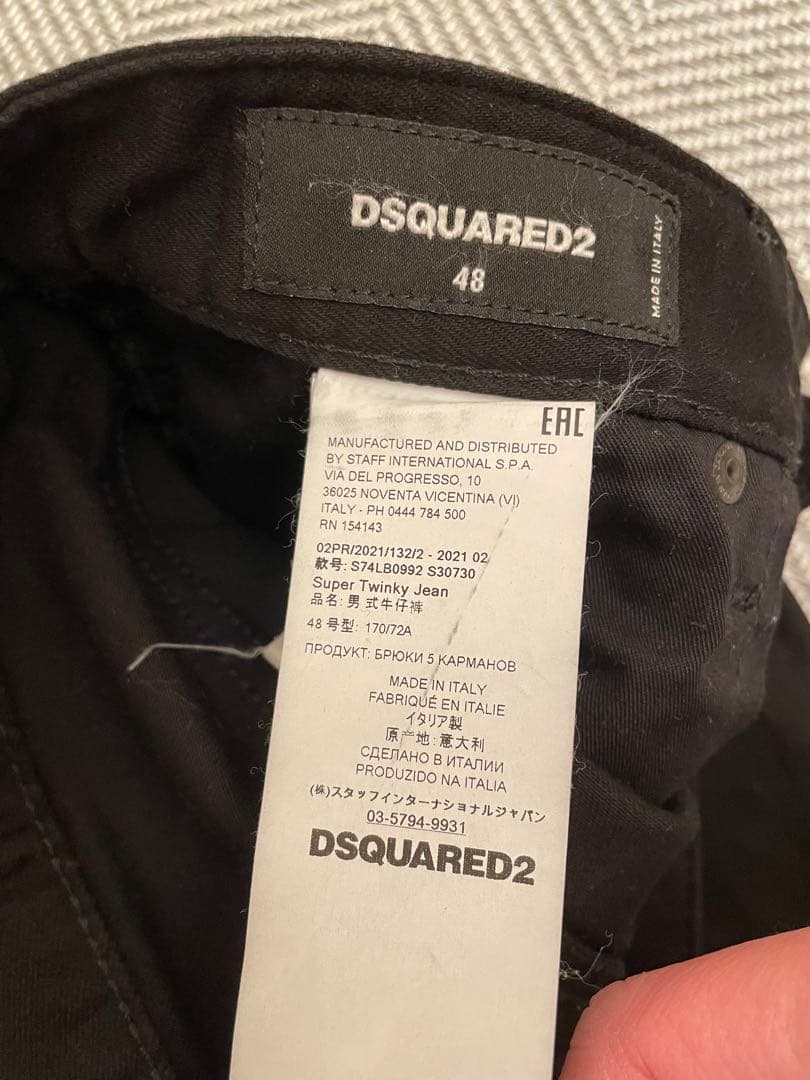 DSQUARED2
48
MADE IN ITALY
EAC
MANUFACTURED AND DISTRIBUTED
BY STAFF INTERNATIONAL S.P.A.
VIA DEL PROGRESSO, 10
36025 NOVENTA VICENTINA (VI)
ITALY - PH 0444 784 500
RN 154143
02PR/2021/132/2 - 2021 02
款号: S74LB0992 S30730
Super Twinky Jean
品名: 男 式牛仔裤
48 号型: 170/72A
ПРОДУКТ: БРЮКИ 5 КАРМАНОВ
MADE IN ITALY
FABRIQUÉ EN ITALIE
イタリア製
原产地:意大利
СДЕЛАНО В ИТАЛИИ
PRODUZIDO NA ITALIA
(株)スタッフインターナショナルジャパン
03-5794-9931
DSQUARED2